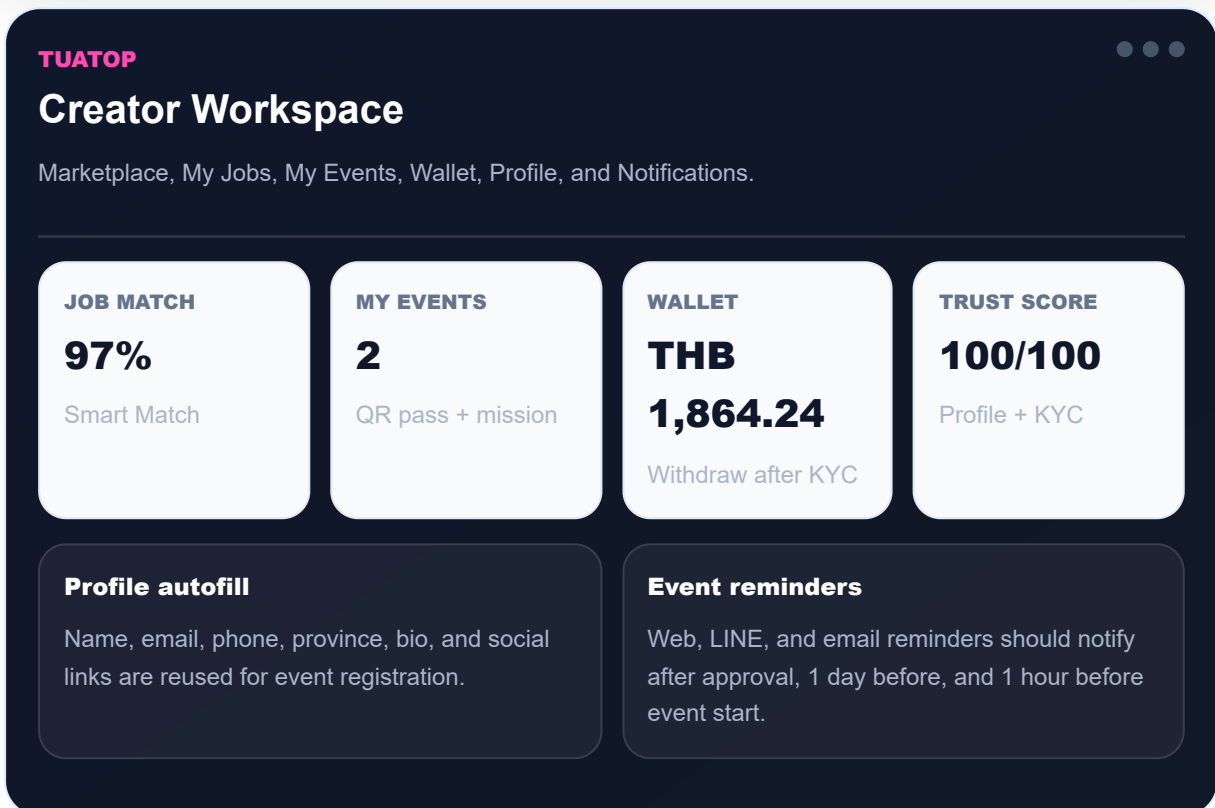 TUATOP
Creator Workspace
Marketplace, My Jobs, My Events, Wallet, Profile, and Notifications.
JOB MATCH
97%
Smart Match
MY EVENTS
2
QR pass + mission
WALLET
THB
1,864.24
Withdraw after KYC
TRUST SCORE
100/100
Profile + KYC
Profile autofill
Name, email, phone, province, bio, and social
links are reused for event registration.
Event reminders
Web, LINE, and email reminders should notify
after approval, 1 day before, and 1 hour before
event start.